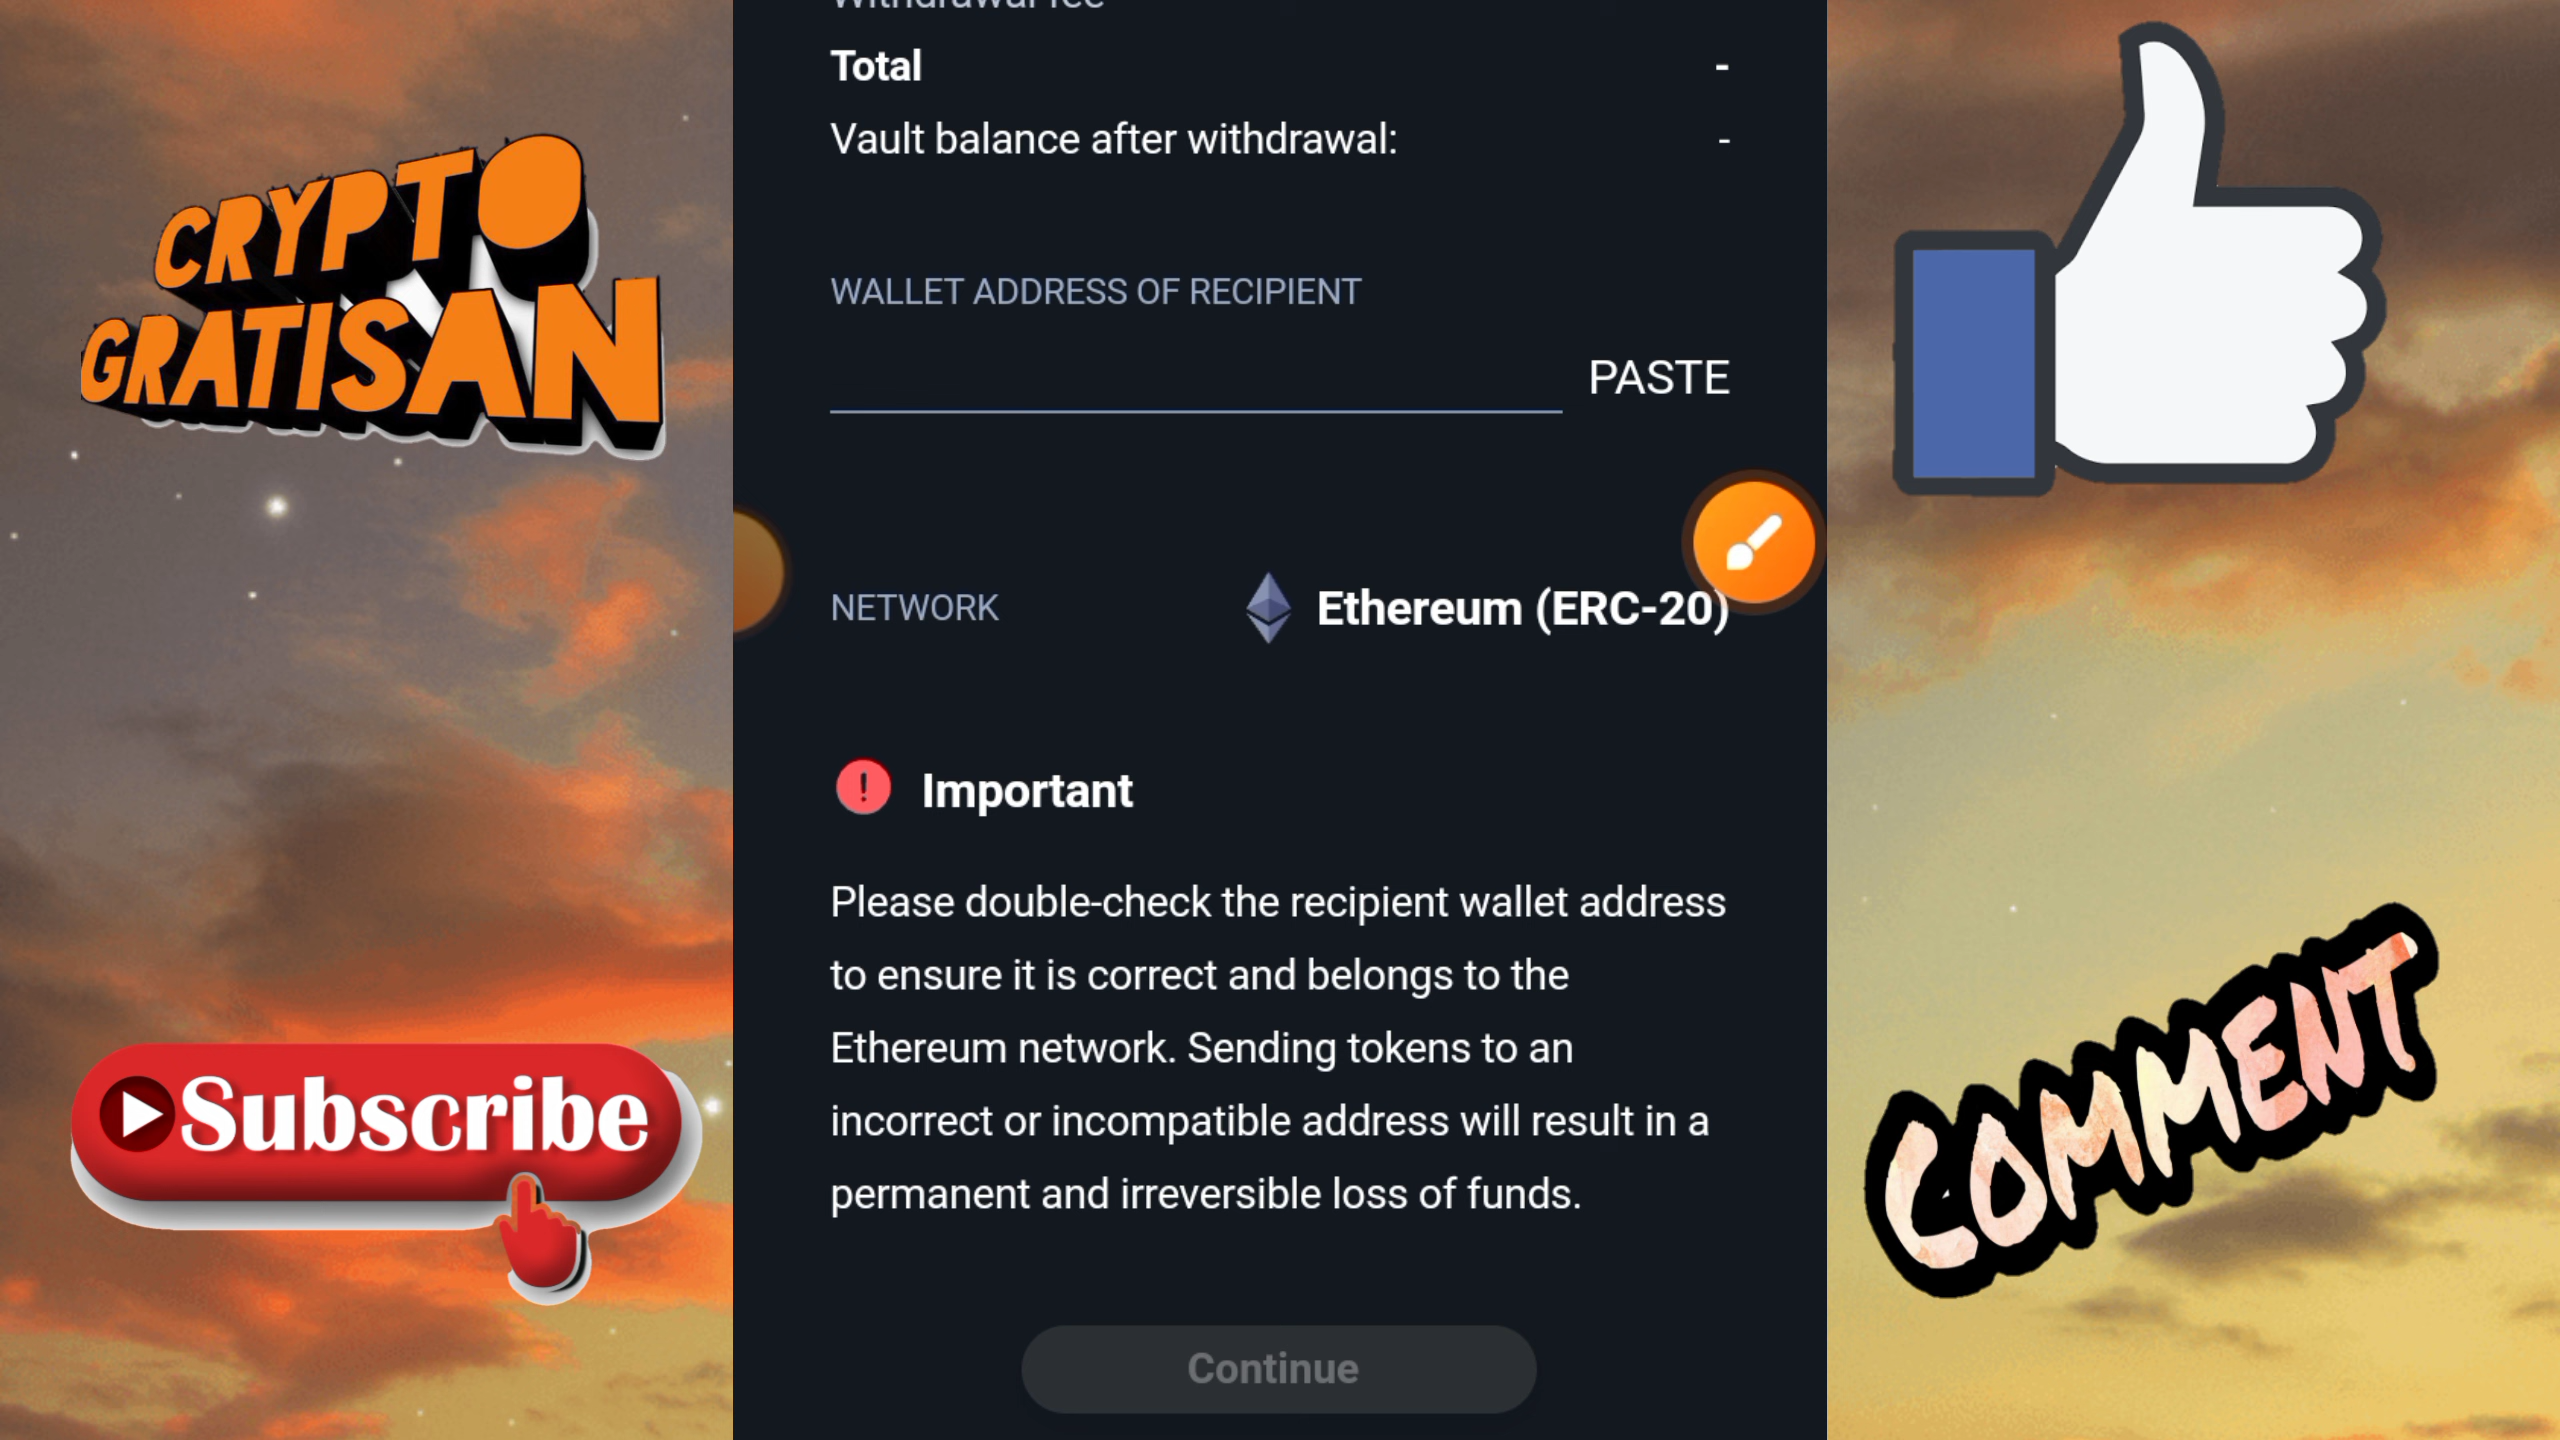 CRYPTO
GRATISAN
Subscribe
Withdrawal fee
Total -
Vault balance after withdrawal: -
WALLET ADDRESS OF RECIPIENT
PASTE
NETWORK Ethereum (ERC-20)
Important
Please double-check the recipient wallet address
to ensure it is correct and belongs to the
Ethereum network. Sending tokens to an
incorrect or incompatible address will result in a
permanent and irreversible loss of funds.
Continue
COMMENT